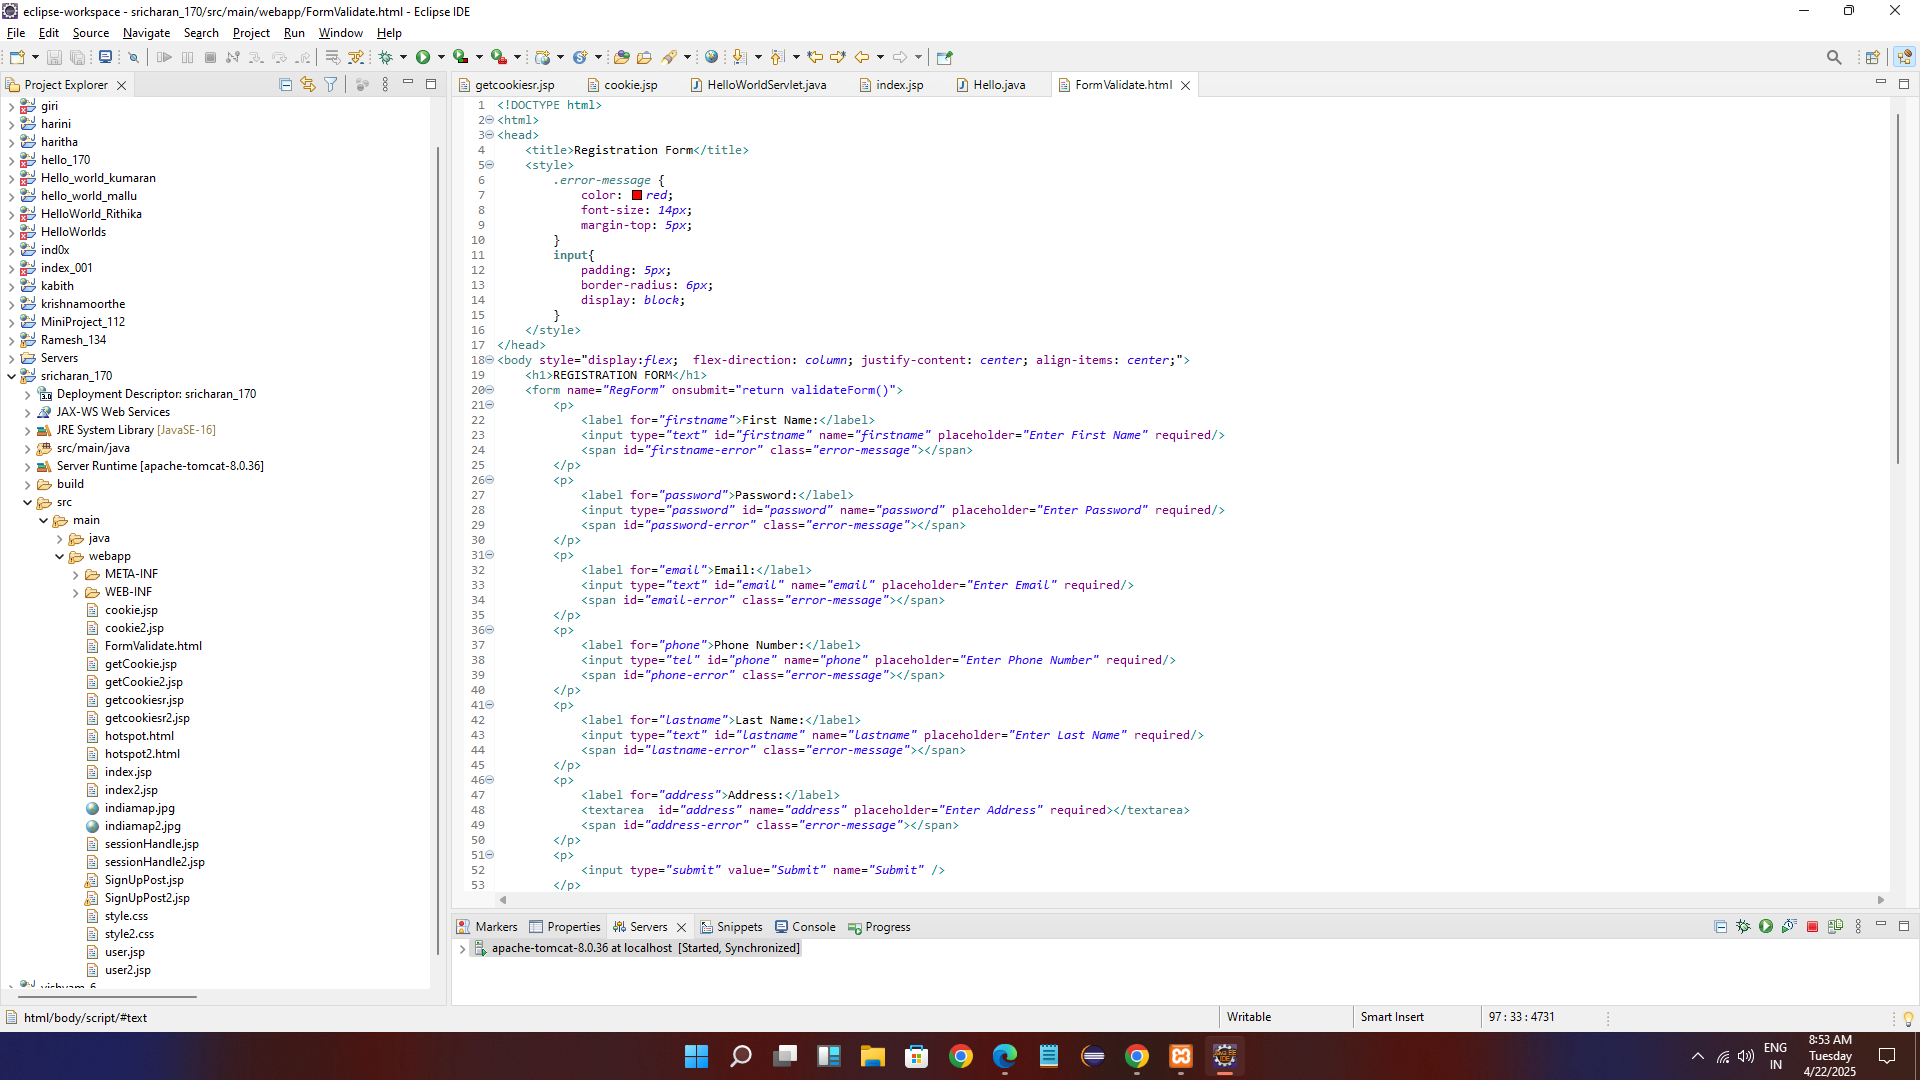 eclipse-workspace - sricharan_170/src/main/webapp/FormValidate.html - Eclipse IDE
File Edit Source Navigate Search Project Run Window Help
Project Explorer
giri
harini
haritha
hello_170
Hello_world_kumaran
hello_world_mallu
HelloWorld_Rithika
HelloWorlds
ind0x
index_001
kabith
krishnamoorthe
MiniProject_112
Ramesh_134
Servers
sricharan_170
Deployment Descriptor: sricharan_170
JAX-WS Web Services
JRE System Library [JavaSE-16]
src/main/java
Server Runtime [apache-tomcat-8.0.36]
build
src
main
java
webapp
META-INF
WEB-INF
cookie.jsp
cookie2.jsp
FormValidate.html
getCookie.jsp
getCookie2.jsp
getcookiesr.jsp
getcookiesr2.jsp
hotspot.html
hotspot2.html
index.jsp
index2.jsp
indiamap.jpg
indiamap2.jpg
sessionHandle.jsp
sessionHandle2.jsp
SignUpPost.jsp
SignUpPost2.jsp
style.css
style2.css
user.jsp
user2.jsp
getcookiesr.jsp cookie.jsp HelloWorldServlet.java index.jsp Hello.java FormValidate.html
1 <!DOCTYPE html>
2 <html>
3 <head>
4 <title>Registration Form</title>
5 <style>
6 .error-message {
7 color: red;
8 font-size: 14px;
9 margin-top: 5px;
10 }
11 input{
12 padding: 5px;
13 border-radius: 6px;
14 display: block;
15 }
16 </style>
17 </head>
18 <body style="display:flex;  flex-direction: column; justify-content: center; align-items: center;">
19 <h1>REGISTRATION FORM</h1>
20 <form name="RegForm" onsubmit="return validateForm()">
21 <p>
22 <label for="firstname">First Name:</label>
23 <input type="text" id="firstname" name="firstname" placeholder="Enter First Name" required/>
24 <span id="firstname-error" class="error-message"></span>
25 </p>
26 <p>
27 <label for="password">Password:</label>
28 <input type="password" id="password" name="password" placeholder="Enter Password" required/>
29 <span id="password-error" class="error-message"></span>
30 </p>
31 <p>
32 <label for="email">Email:</label>
33 <input type="text" id="email" name="email" placeholder="Enter Email" required/>
34 <span id="email-error" class="error-message"></span>
35 </p>
36 <p>
37 <label for="phone">Phone Number:</label>
38 <input type="tel" id="phone" name="phone" placeholder="Enter Phone Number" required/>
39 <span id="phone-error" class="error-message"></span>
40 </p>
41 <p>
42 <label for="lastname">Last Name:</label>
43 <input type="text" id="lastname" name="lastname" placeholder="Enter Last Name" required/>
44 <span id="lastname-error" class="error-message"></span>
45 </p>
46 <p>
47 <label for="address">Address:</label>
48 <textarea  id="address" name="address" placeholder="Enter Address" required></textarea>
49 <span id="address-error" class="error-message"></span>
50 </p>
51 <p>
52 <input type="submit" value="Submit" name="Submit" />
53 </p>
Markers Properties Servers Snippets Console Progress
apache-tomcat-8.0.36 at localhost [Started, Synchronized]
html/body/script/#text Writable Smart Insert 97 : 33 : 4731
ENG
IN
8:53 AM
Tuesday
4/22/2025